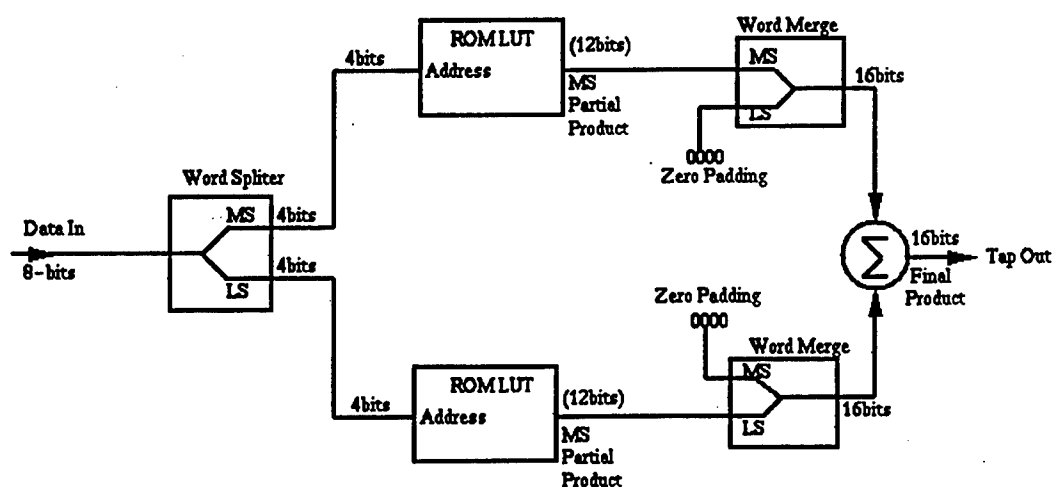 Word Merge
ROM LUT
(12bits)
4bits
Address
MS
16bits
MS
Partial
Product
LS
0000
Zero Padding
Word Spliter
Data In
MS
4bits
8-bits
4bits
LS
16bits
Σ
Tap Out
Final
Product
Zero Padding
0000
Word Merge
ROM LUT
MS
(12bits)
4bits
Address
16bits
LS
MS
Partial
Product